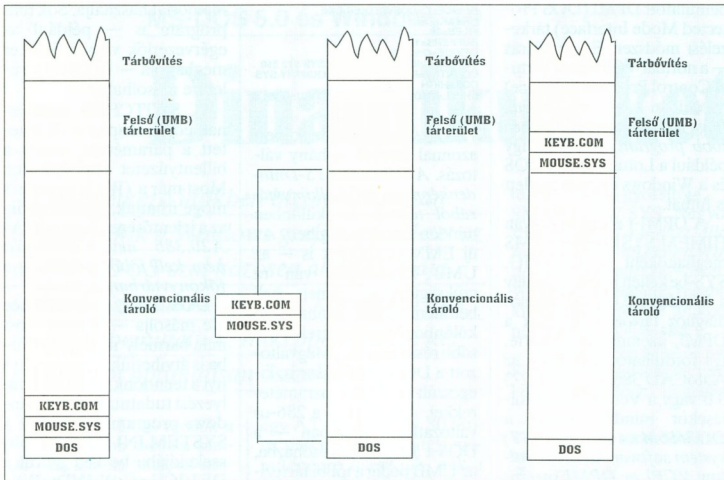 Tárbővítés
Felső (UMB)
tárterület
Konvencionális
tároló
KEYB.COM
MOUSE.SYS
DOS
KEYB.COM
MOUSE.SYS
Tárbővítés
Felső (UMB)
tárterület
Konvencionális
tároló
DOS
Tárbővítés
Felső (UMB)
tárterület
KEYB.COM
MOUSE.SYS
Konvencionális
tároló
DOS